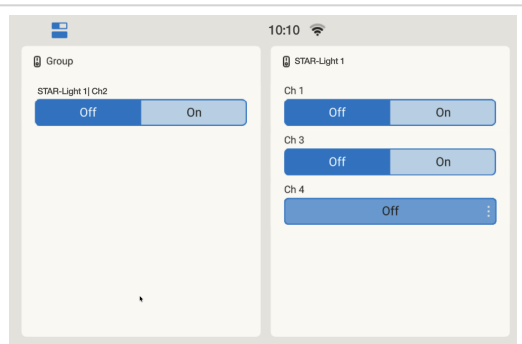 10:10
Group
STAR-Light 1| Ch2
Off On
STAR-Light 1
Ch 1
Off On
Ch 3
Off On
Ch 4
Off